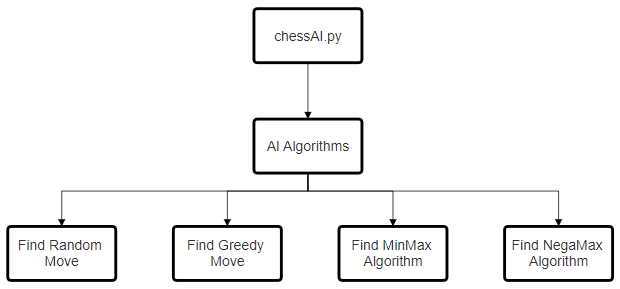 chessAI.py
AI Algorithms
Find Random
Move
Find Greedy
Move
Find MinMax
Algorithm
Find NegaMax
Algorithm